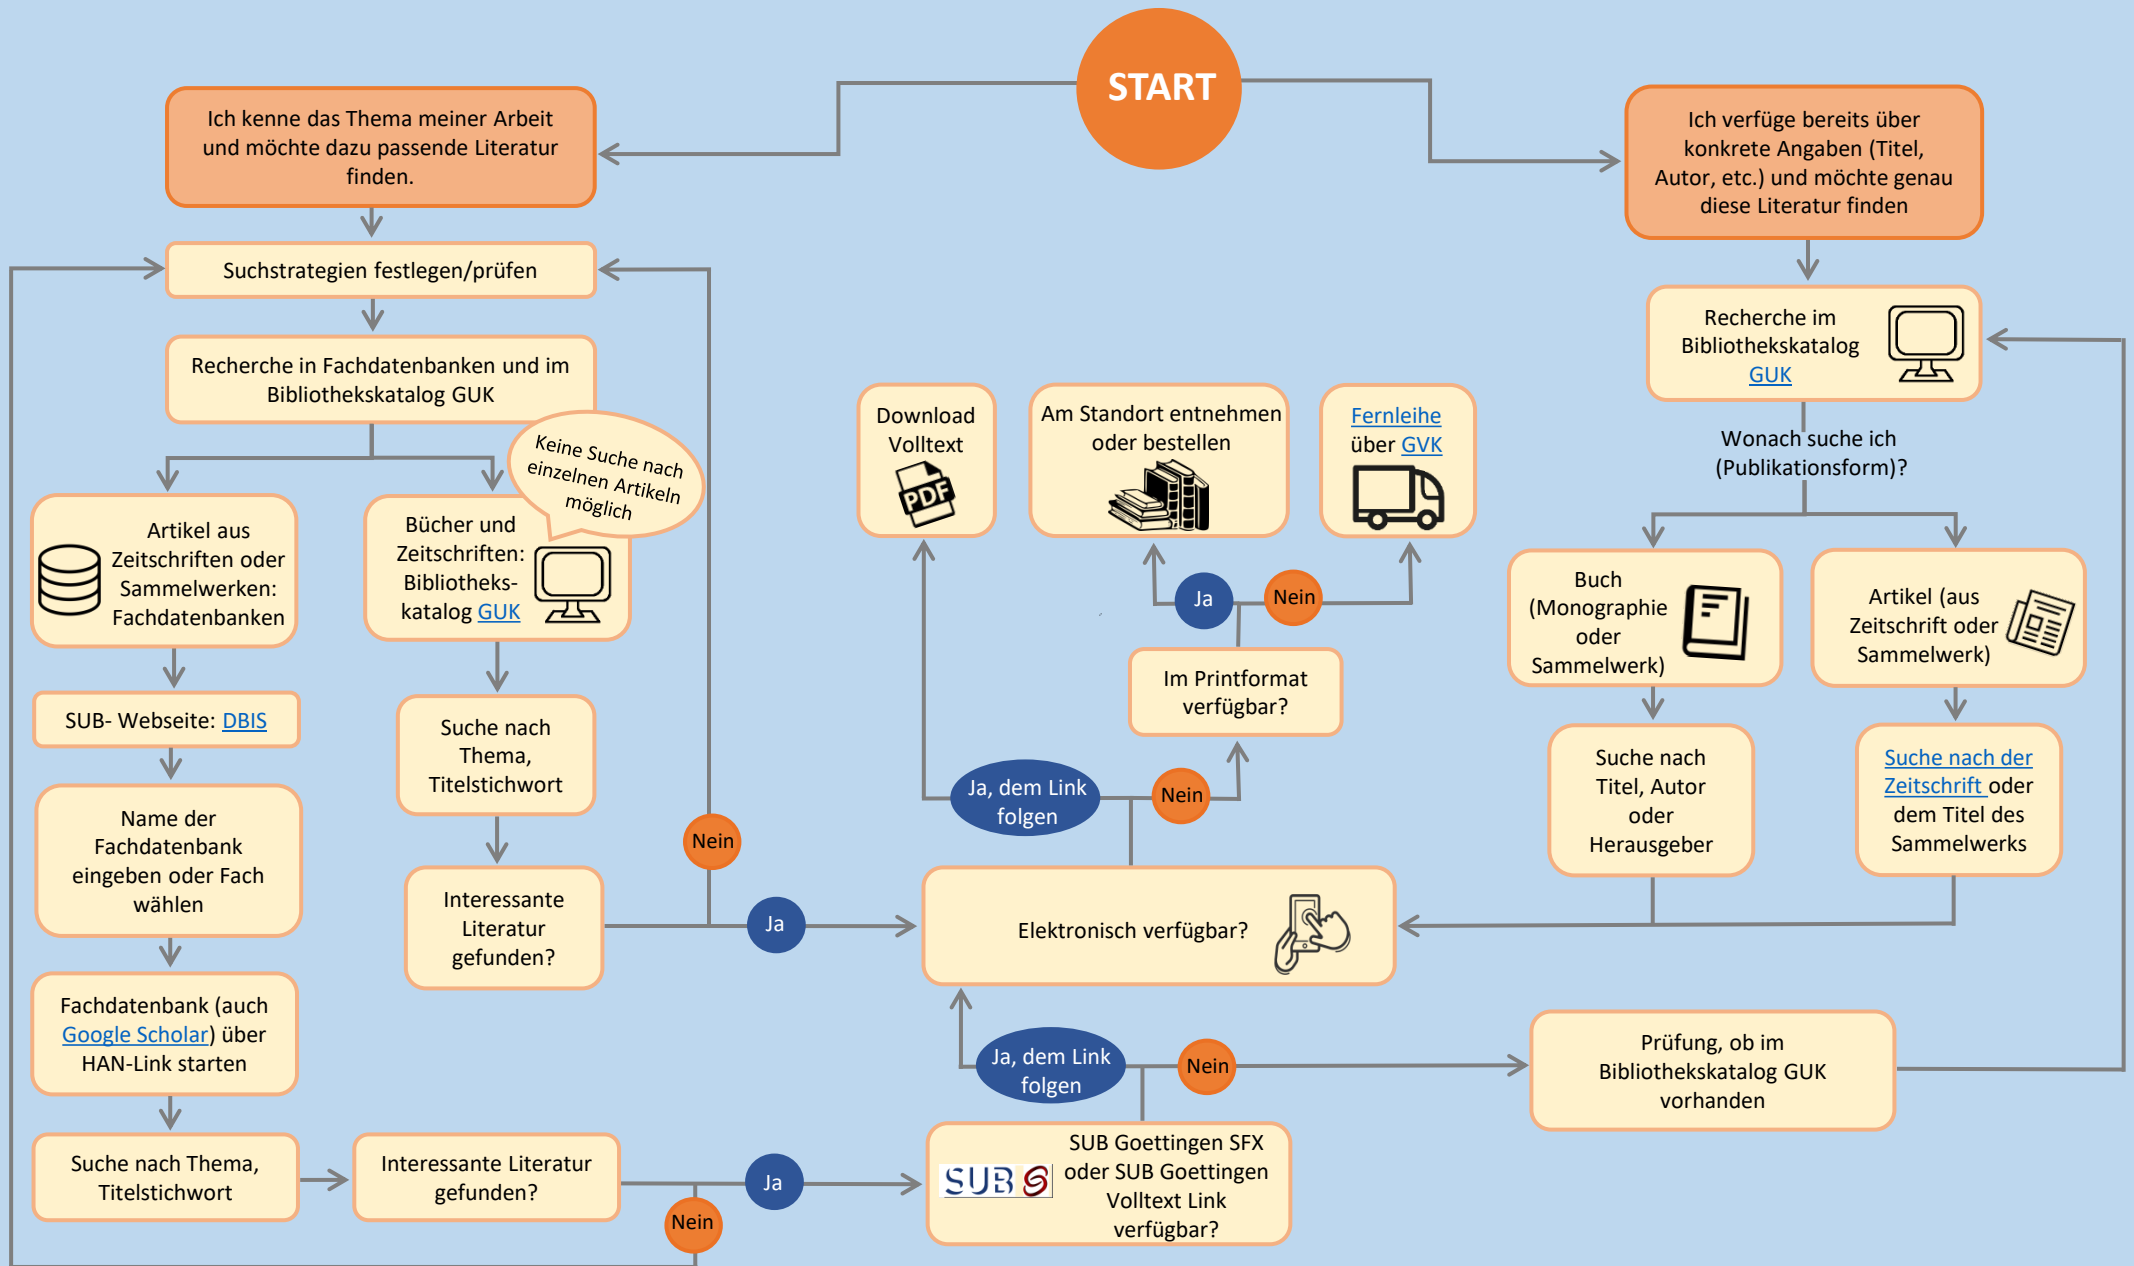 START
Ich kenne das Thema meiner Arbeit
und möchte dazu passende Literatur
finden.
Suchstrategien festlegen/prüfen
Recherche in Fachdatenbanken und im
Bibliothekskatalog GUK
Keine Suche nach
einzelnen Artikeln
möglich
Artikel aus
Zeitschriften oder
Sammelwerken:
Fachdatenbanken
Bücher und
Zeitschriften:
Bibliotheks-
katalog GUK
SUB- Webseite: DBIS
Name der
Fachdatenbank
eingeben oder Fach
wählen
Fachdatenbank (auch
Google Scholar) über
HAN-Link starten
Suche nach Thema,
Titelstichwort
Suche nach
Thema,
Titelstichwort
Interessante
Literatur
gefunden?
Nein
Ja
Interessante Literatur
gefunden?
Ja
Nein
Download
Volltext
PDF
Am Standort entnehmen
oder bestellen
Fernleihe
über GVK
Ja
Nein
Im Printformat
verfügbar?
Ja, dem Link
folgen
Nein
Elektronisch verfügbar?
Ja, dem Link
folgen
Nein
SUB S
SUB Goettingen SFX
oder SUB Goettingen
Volltext Link
verfügbar?
Prüfung, ob im
Bibliothekskatalog GUK
vorhanden
Ich verfüge bereits über
konkrete Angaben (Titel,
Autor, etc.) und möchte genau
diese Literatur finden
Recherche im
Bibliothekskatalog
GUK
Wonach suche ich
(Publikationsform)?
Buch
(Monographie
oder
Sammelwerk)
Artikel (aus
Zeitschrift oder
Sammelwerk)
Suche nach
Titel, Autor
oder
Herausgeber
Suche nach der
Zeitschrift oder
dem Titel des
Sammelwerks